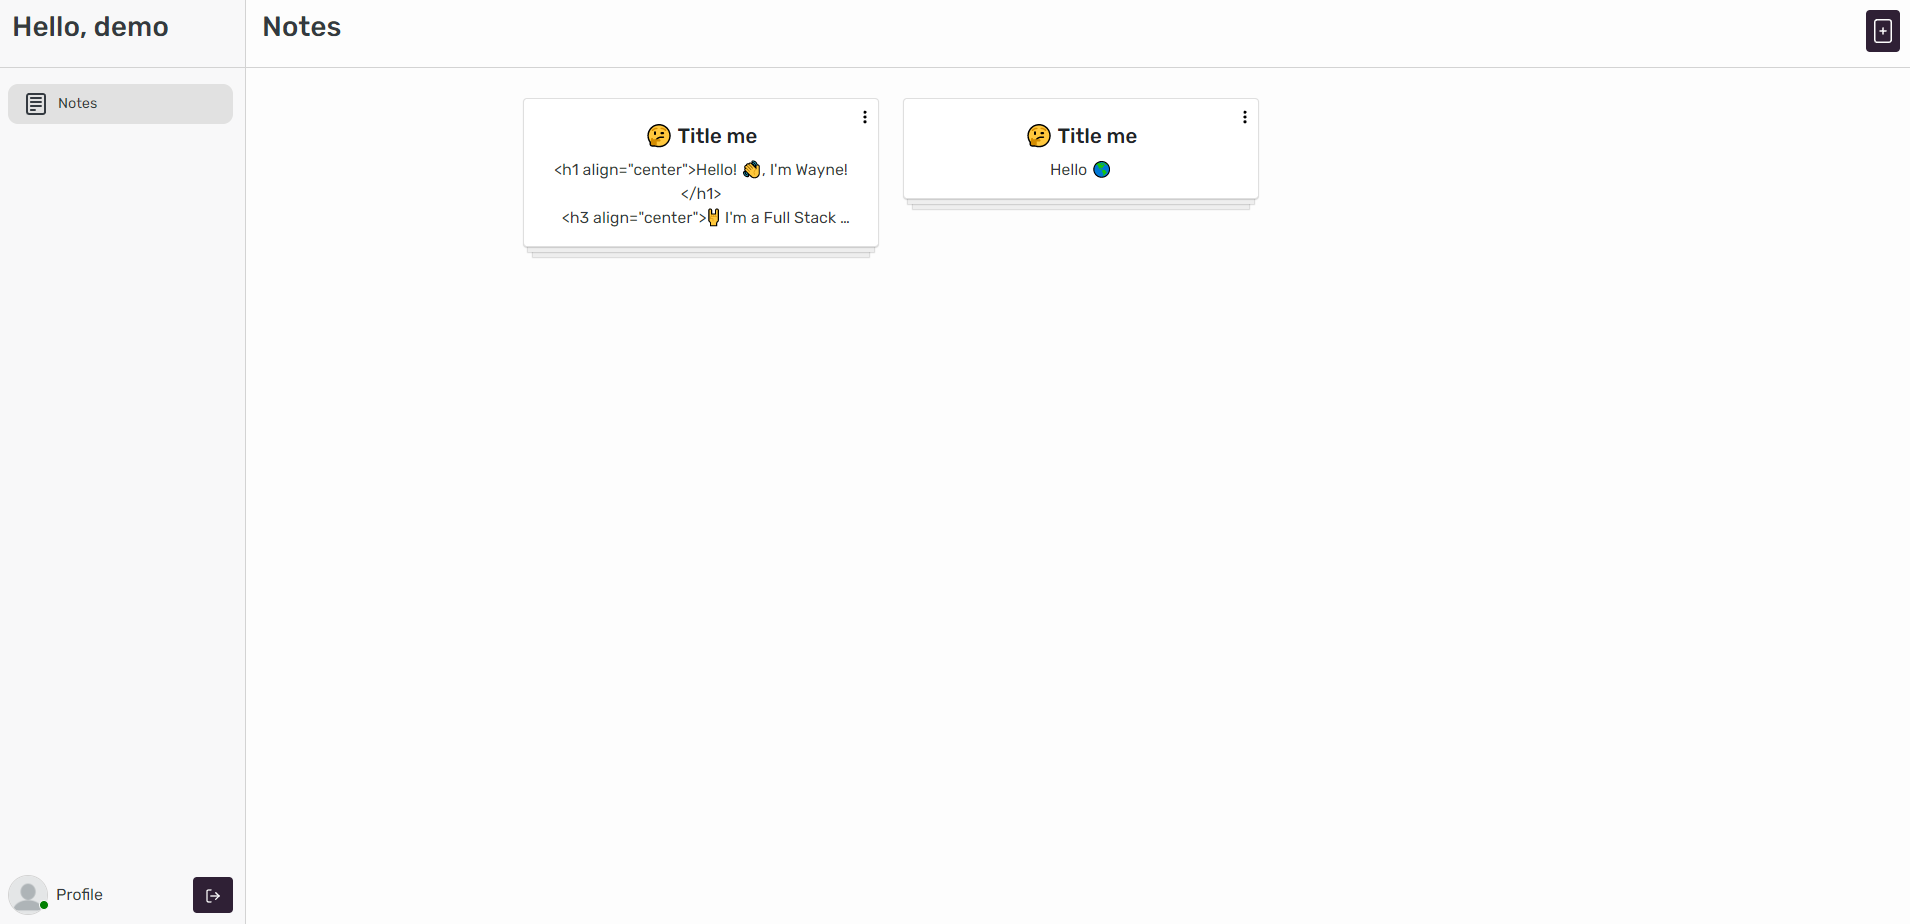 Hello, demo
Notes
Notes
🤔 Title me
<h1 align="center">Hello! 👋, I'm Wayne!
</h1>
<h3 align="center">🤘 I'm a Full Stack ...
🤔 Title me
Hello 🌎
Profile